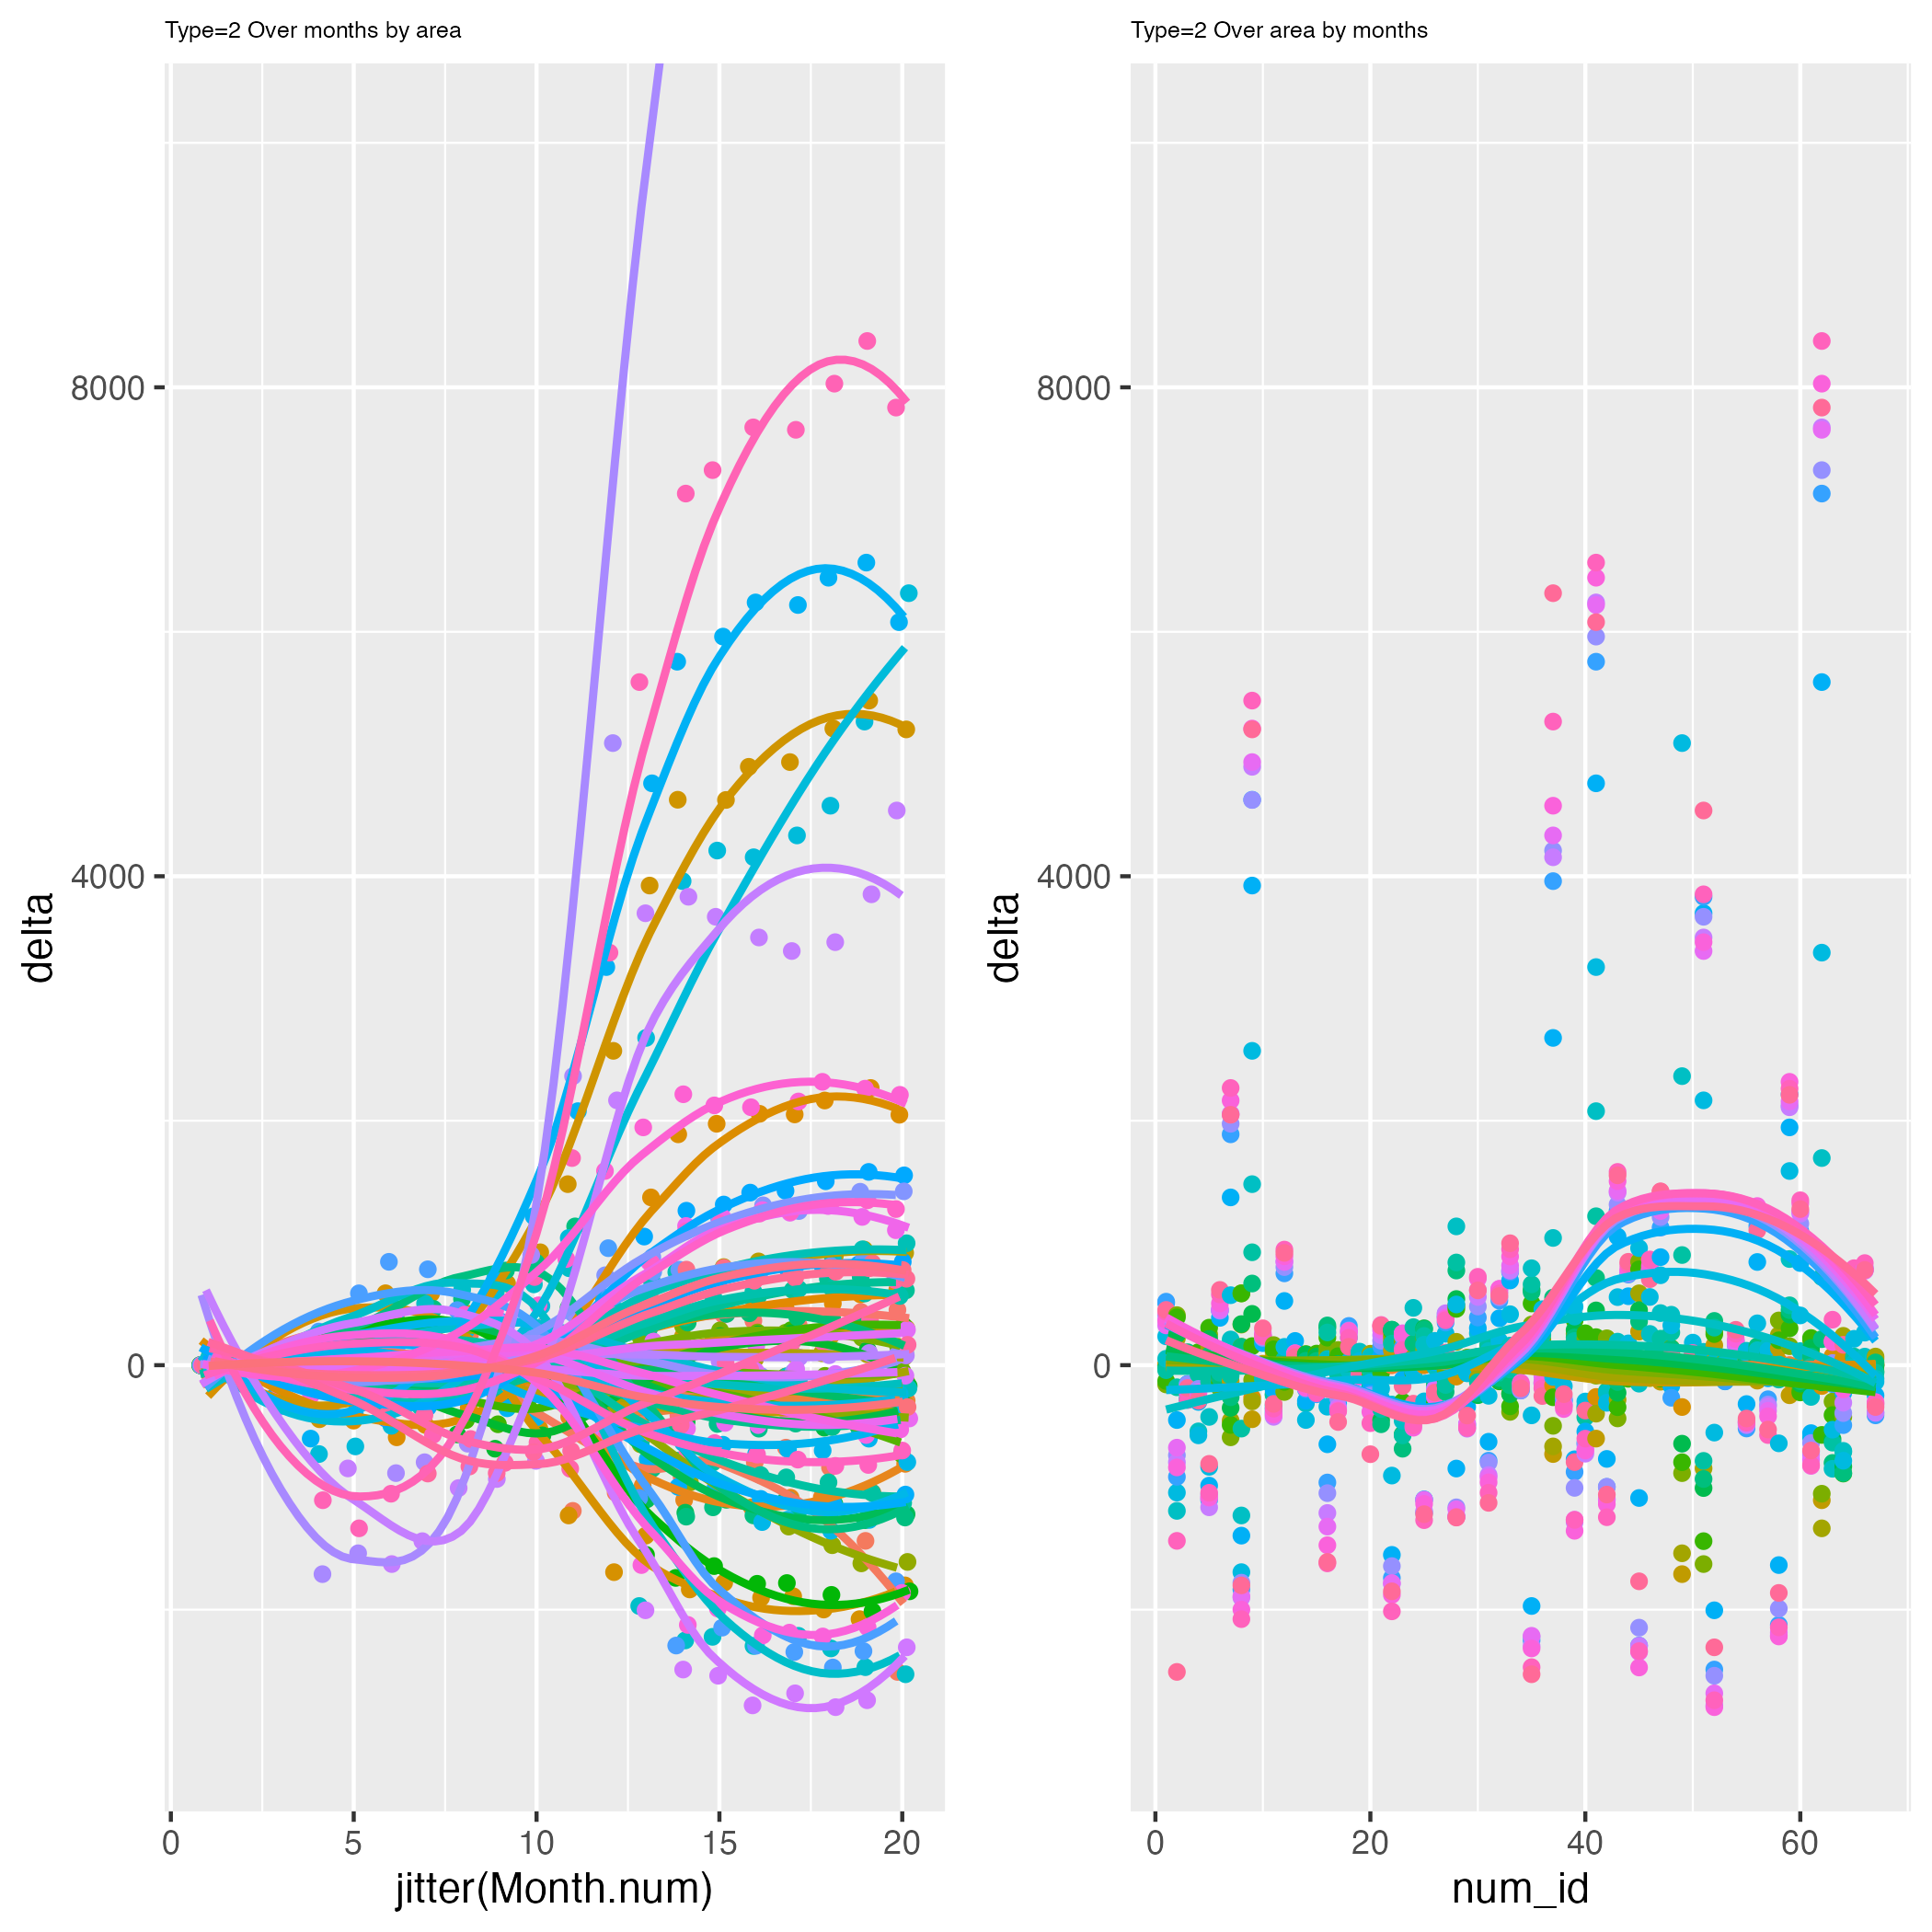 Type=2 Over months by area
delta
8000
4000
0
0 5 10 15 20
jitter(Month.num)
Type=2 Over area by months
delta
8000
4000
0
0 20 40 60
num_id